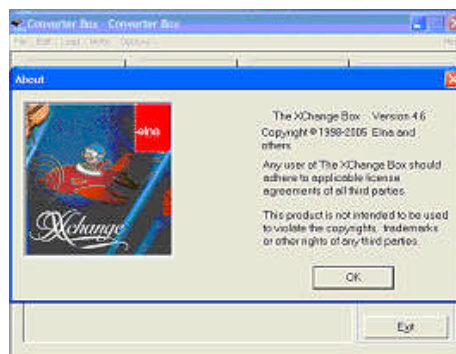 Converter Box - Converter Box
File Edit Load Write Options
About
elna
Xchange
The XChange Box Version 4.6
Copyright © 1998-2005 Elna and
others
Any user of The XChange Box should
adhere to applicable license
agreements of all third parties.
This product is not intended to be used
to violate the copyrights, trademarks
or other rights of any third parties.
OK
Exit